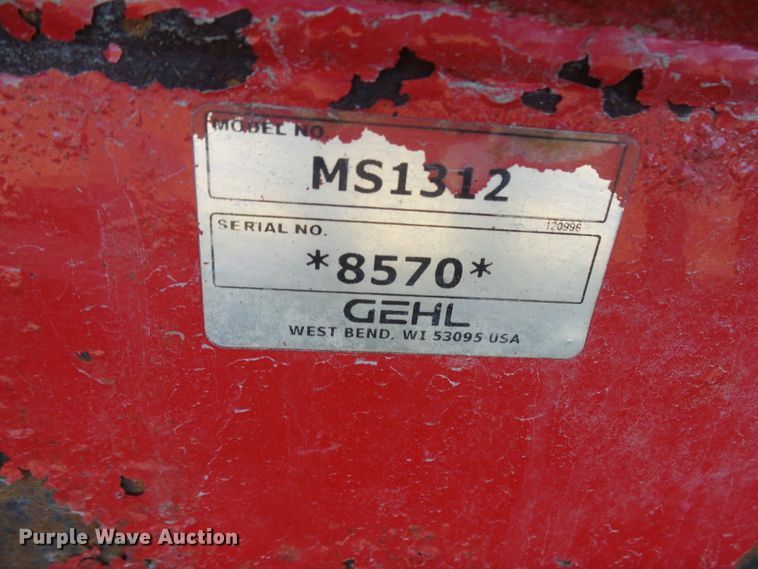 MODEL NO.
MS1312
SERIAL NO.
120996
*8570*
GEHL
WEST BEND, WI 53095 USA
Purple Wave Auction